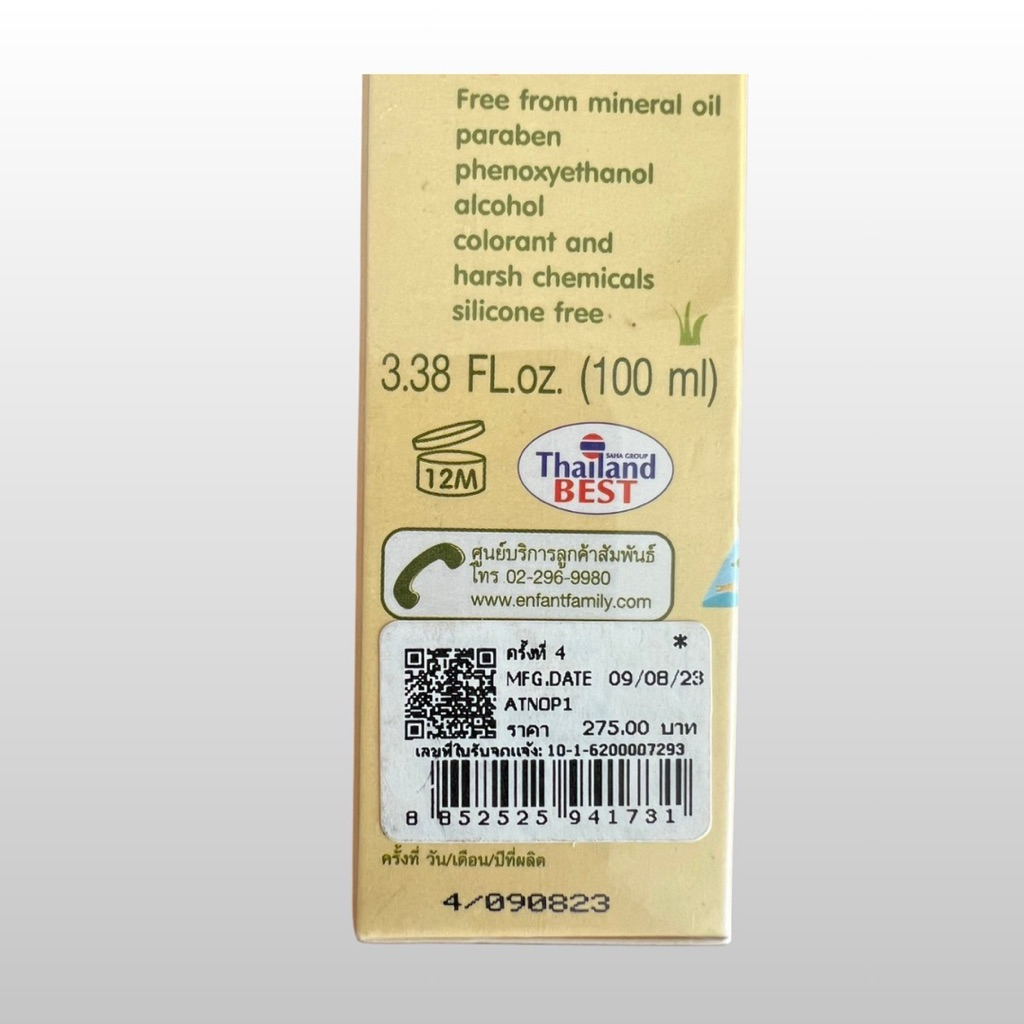 Free from mineral oil
paraben
phenoxyethanol
alcohol
colorant and
harsh chemicals
silicone free
3.38 FL.oz. (100 ml)
12M
SAHA GROUP
Thailand
BEST
ศูนย์บริการลูกค้าสัมพันธ์
โทร 02-296-9980
www.enfantfamily.com
*
ครั้งที่ 4
MFG.DATE 09/08/23
ATNOP1
ราคา 275.00 บาท
เลขที่ใบรับจดแจ้ง: 10-1-6200007293
8 852525 941731
ครั้งที่ วัน/เดือน/ปีที่ผลิต
4/090823